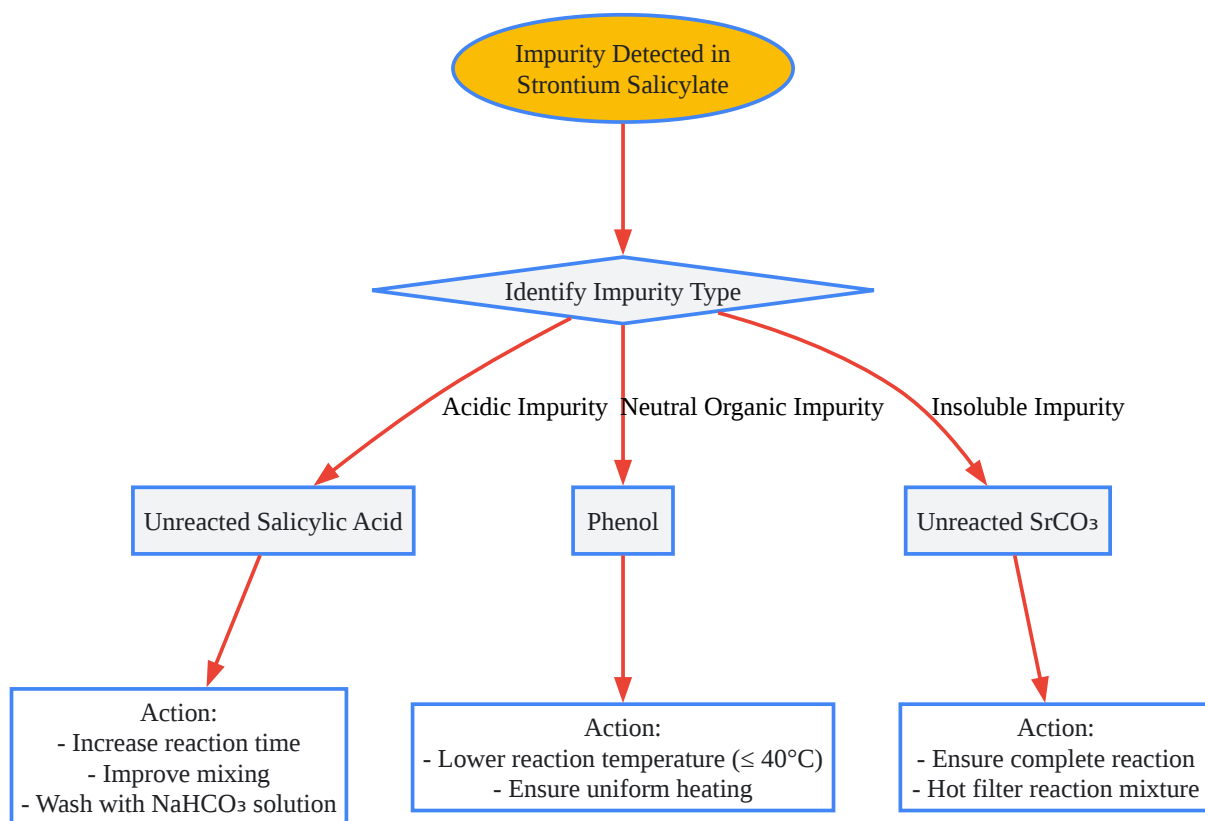 Impurity Detected in
Strontium Salicylate
Identify Impurity Type
Acidic Impurity
Neutral Organic Impurity
Insoluble Impurity
Unreacted Salicylic Acid
Phenol
Unreacted SrCO₃
Action:
- Increase reaction time
- Improve mixing
- Wash with NaHCO₃ solution
Action:
- Lower reaction temperature (≤ 40°C)
- Ensure uniform heating
Action:
- Ensure complete reaction
- Hot filter reaction mixture